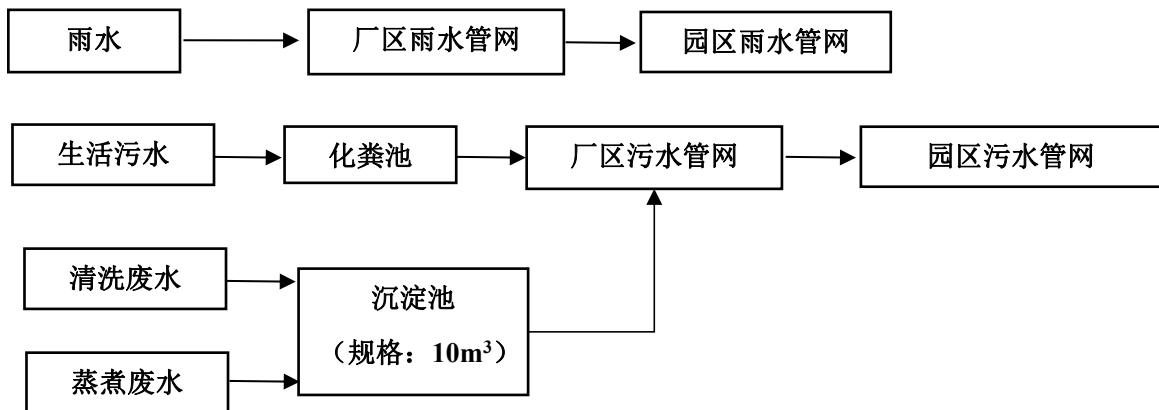 雨水
厂区雨水管网
园区雨水管网
生活污水
化粪池
厂区污水管网
园区污水管网
清洗废水
沉淀池
（规格：10m³）
蒸煮废水